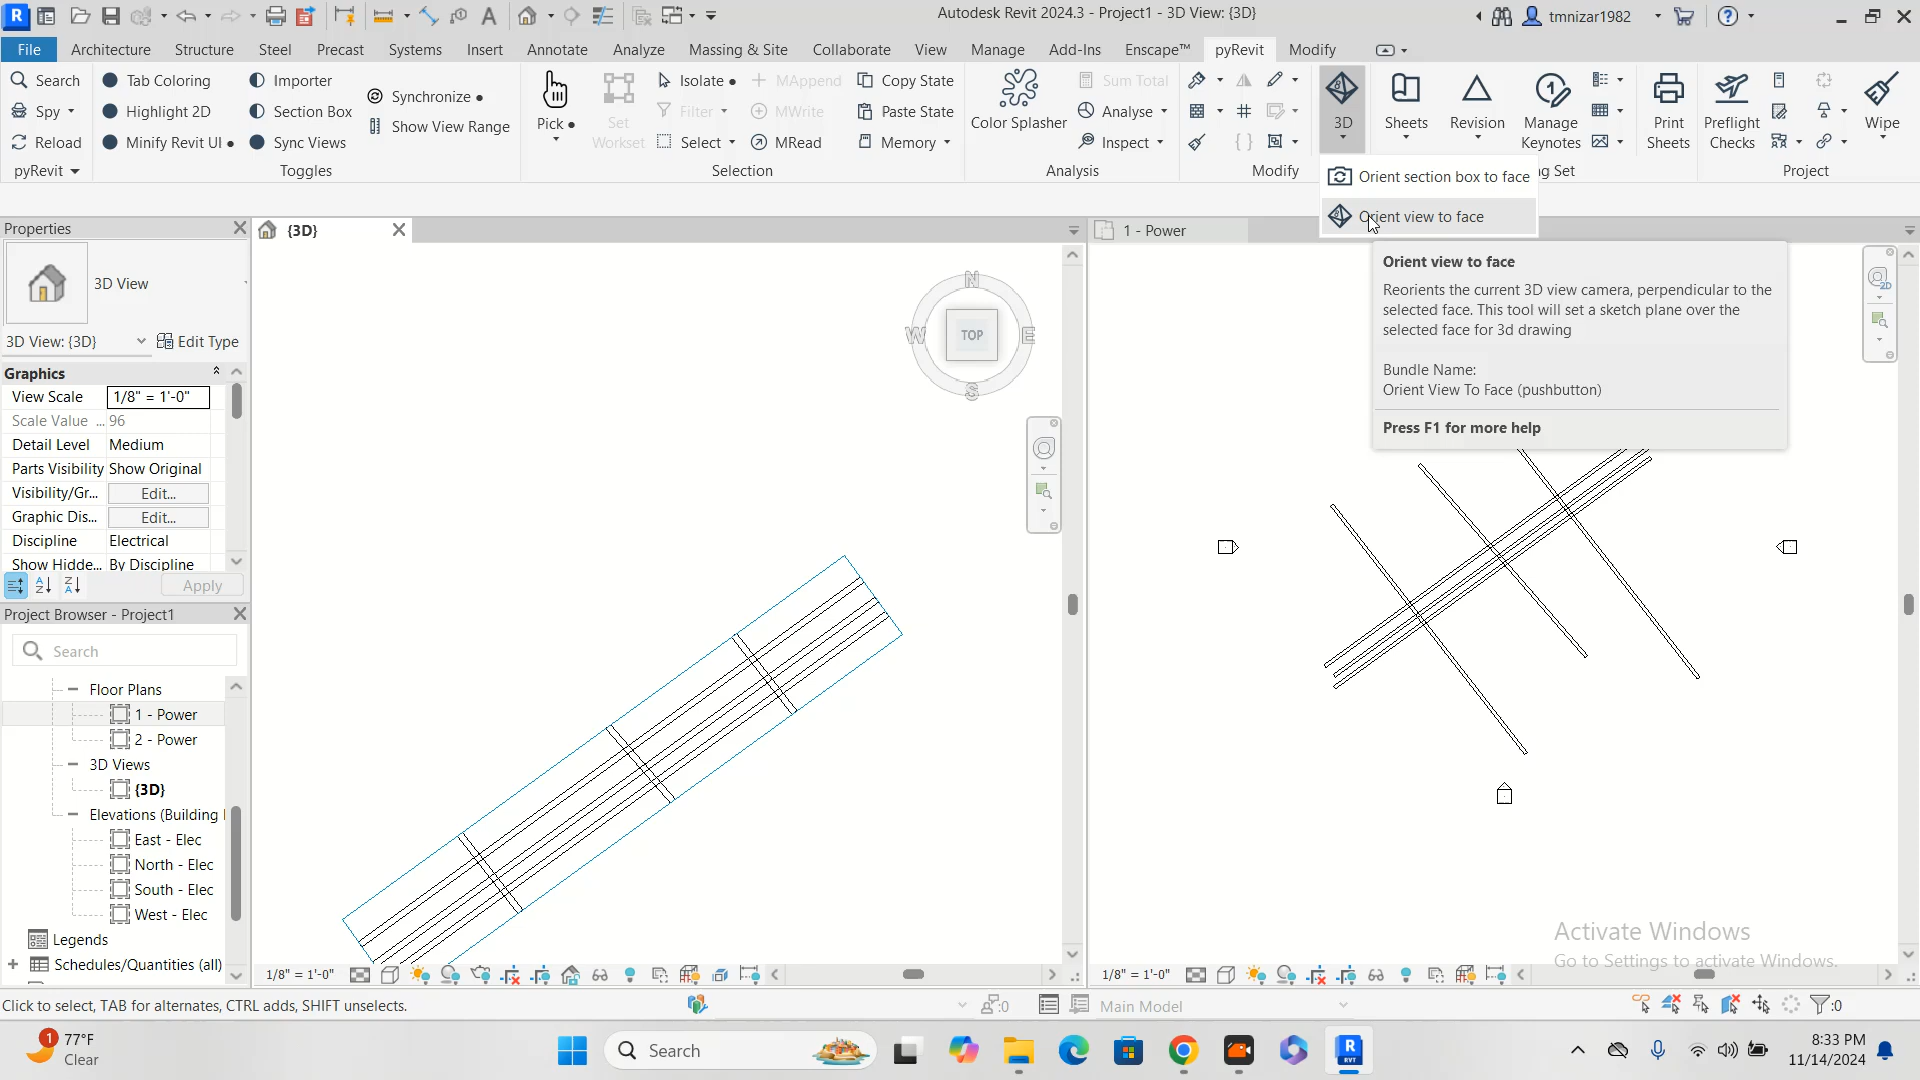 Autodesk Revit 2024.3 - Project1 - 3D View: {3D}
tmnizar1982
File Architecture Structure Steel Precast Systems Insert Annotate Analyze Massing & Site Collaborate View Manage Add-Ins Enscape™ pyRevit Modify
Search Tab Coloring Importer Synchronize Isolate MAppend Copy State Sum Total
Spy Highlight 2D Section Box Show View Range Filter MWrite Paste State Analyse
Reload Minify Revit UI Sync Views Select MRead Memory Inspect
Pick Set Workset Color Splasher 3D Sheets Revision Manage Keynotes Print Sheets Preflight Checks Wipe
pyRevit Toggles Selection Analysis Modify ng Set Project
Orient section box to face
Orient view to face
Orient view to face
Reorients the current 3D view camera, perpendicular to the
selected face. This tool will set a sketch plane over the
selected face for 3d drawing
Bundle Name:
Orient View To Face (pushbutton)
Press F1 for more help
Properties
3D View
3D View: {3D} Edit Type
Graphics
View Scale 1/8" = 1'-0"
Scale Value ... 96
Detail Level Medium
Parts Visibility Show Original
Visibility/Gr... Edit...
Graphic Dis... Edit...
Discipline Electrical
Show Hidde... By Discipline
Apply
Project Browser - Project1
Search
Floor Plans
1 - Power
2 - Power
3D Views
{3D}
Elevations (Building
East - Elec
North - Elec
South - Elec
West - Elec
Legends
Schedules/Quantities (all)
{3D}
N
W TOP E
S
1/8" = 1'-0"
1 - Power
2D
1/8" = 1'-0"
Activate Windows
Go to Settings to activate Windows.
Click to select, TAB for alternates, CTRL adds, SHIFT unselects.
:0
Main Model
:0
1
77°F
Clear
Search
R
RVT
8:33 PM
11/14/2024